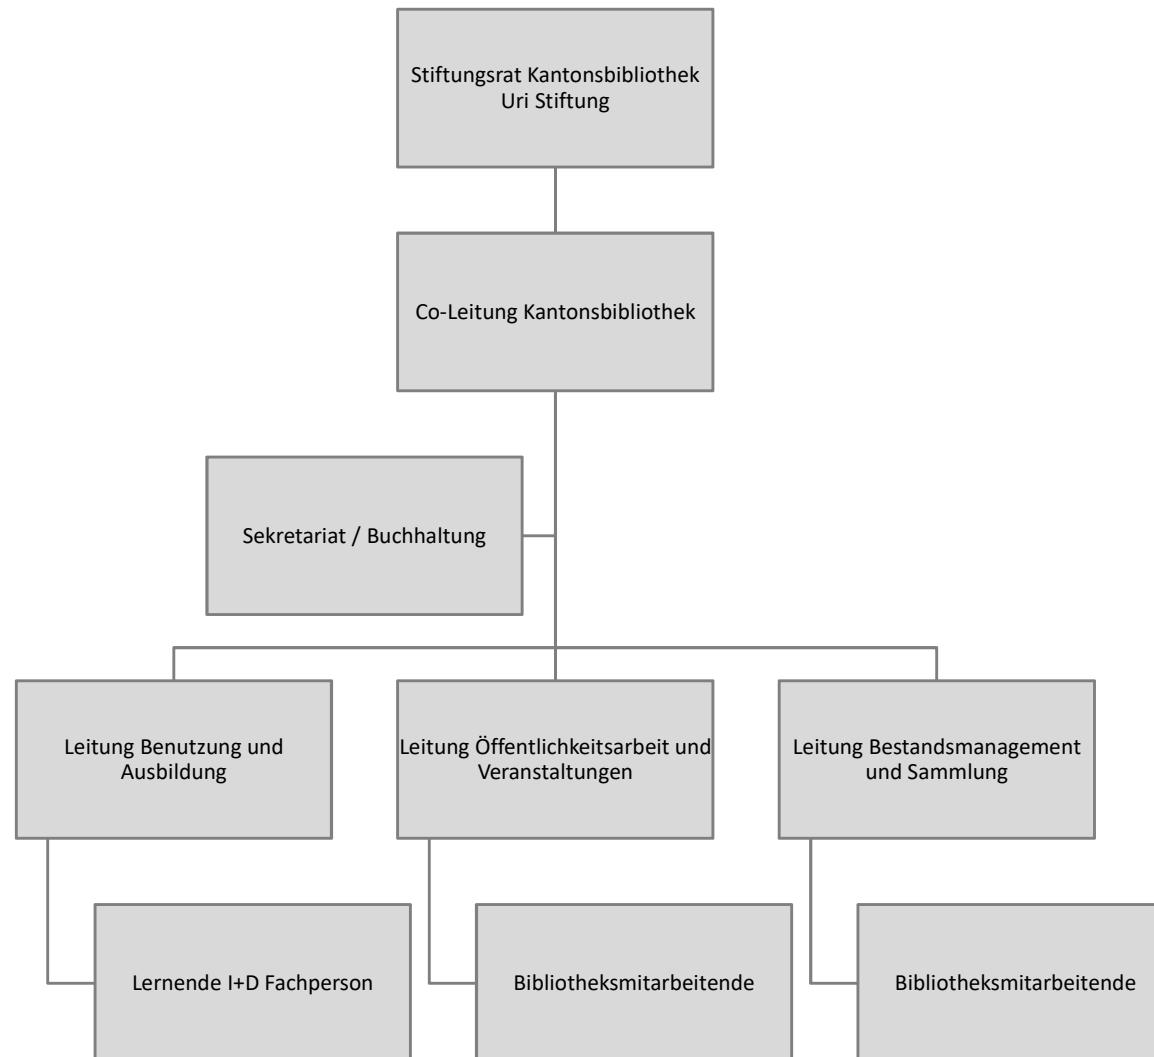 Stiftungsrat Kantonsbibliothek
Uri Stiftung
Co-Leitung Kantonsbibliothek
Sekretariat / Buchhaltung
Leitung Benutzung und
Ausbildung
Leitung Öffentlichkeitsarbeit und
Veranstaltungen
Leitung Bestandsmanagement
und Sammlung
Lernende I+D Fachperson
Bibliotheksmitarbeitende
Bibliotheksmitarbeitende